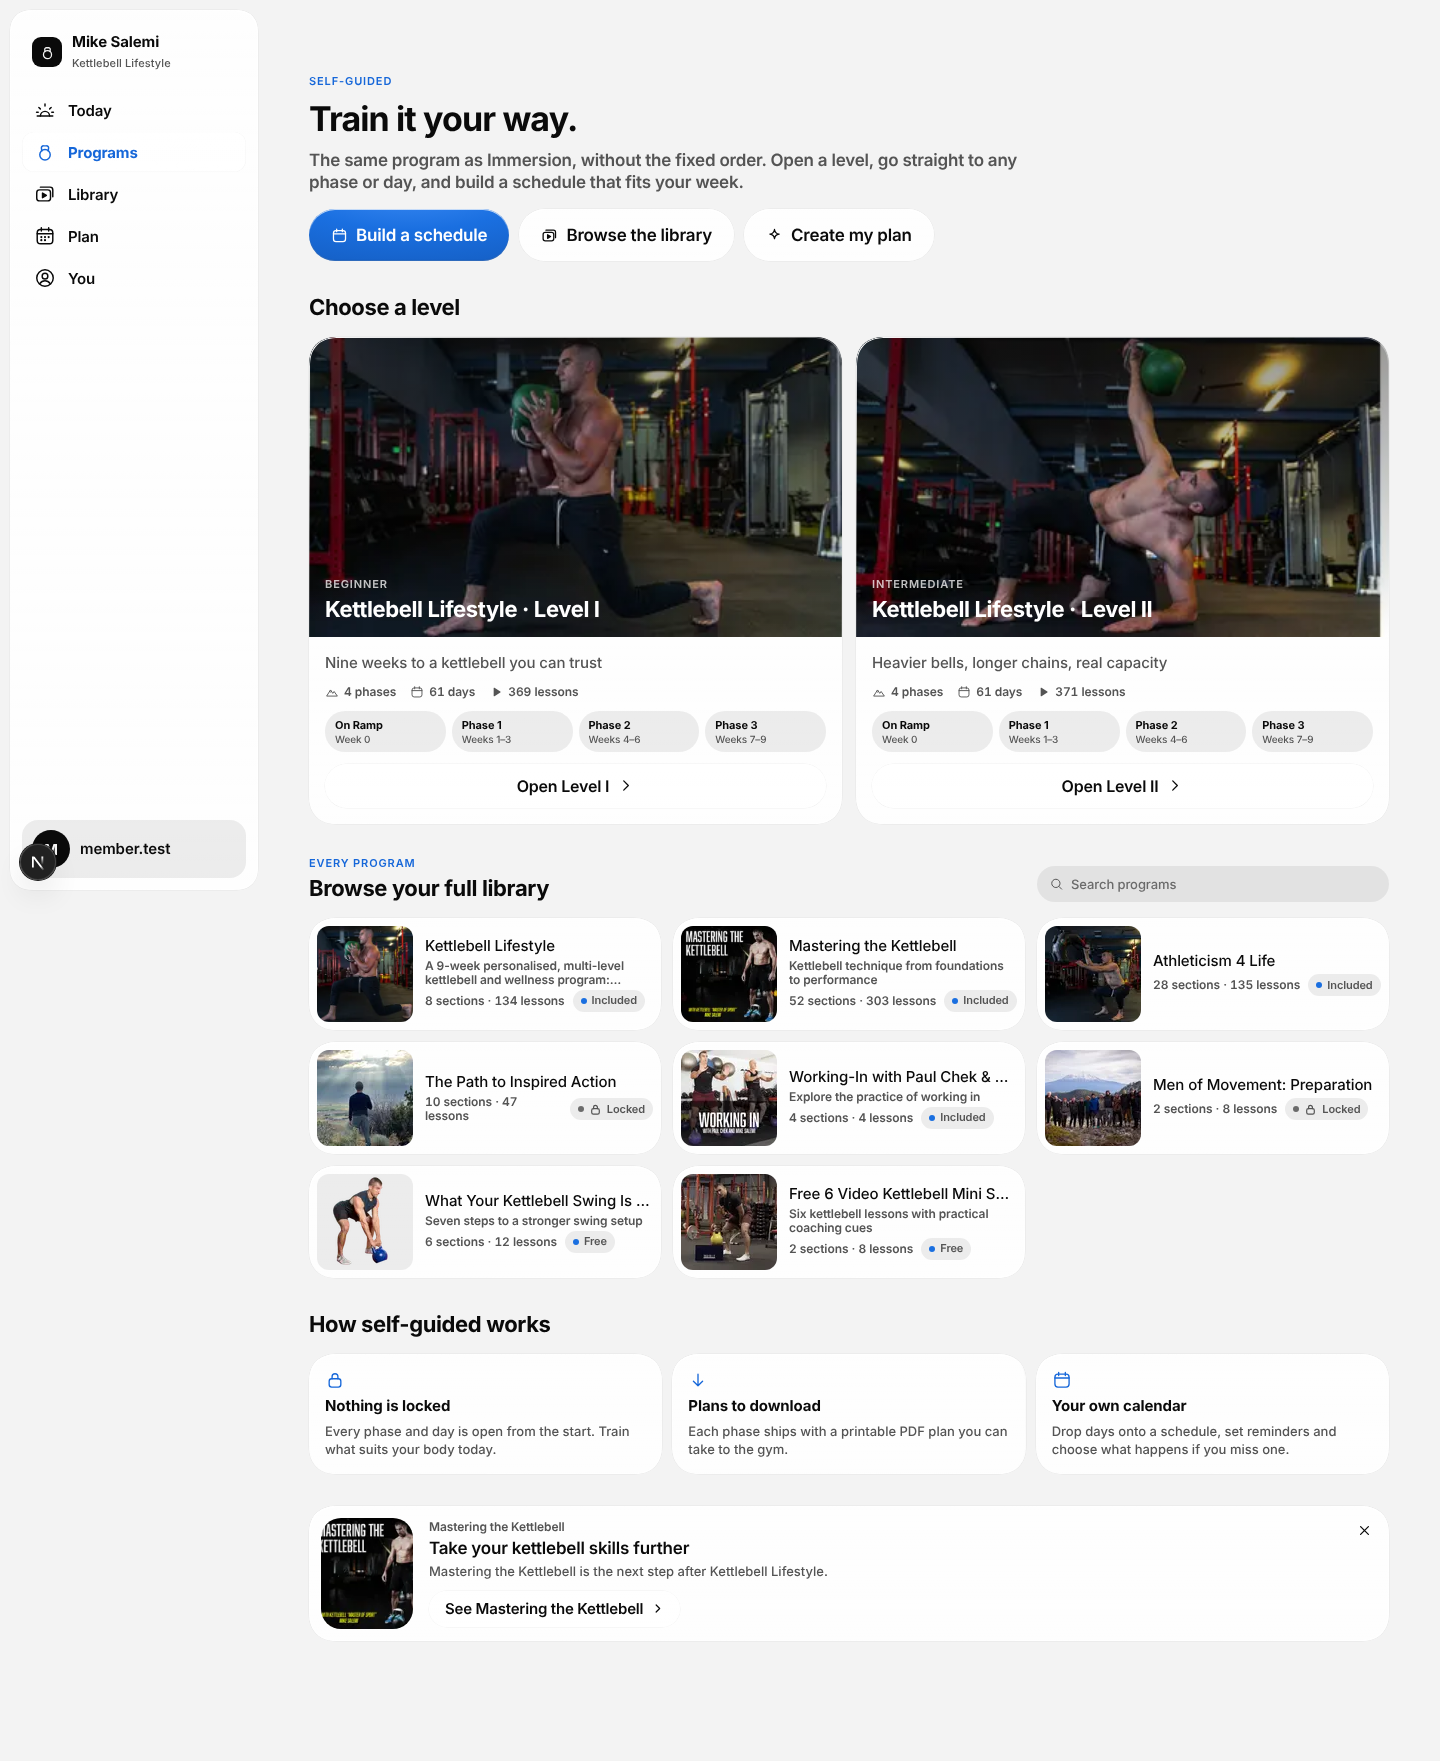 Mike Salemi
Kettlebell Lifestyle
Today
Programs
Library
Plan
You
member.test
N
SELF-GUIDED
Train it your way.
The same program as Immersion, without the fixed order. Open a level, go straight to any
phase or day, and build a schedule that fits your week.
Build a schedule
Browse the library
Create my plan
Choose a level
BEGINNER
Kettlebell Lifestyle · Level I
Nine weeks to a kettlebell you can trust
4 phases
61 days
369 lessons
On Ramp
Week 0
Phase 1
Weeks 1–3
Phase 2
Weeks 4–6
Phase 3
Weeks 7–9
Open Level I
INTERMEDIATE
Kettlebell Lifestyle · Level II
Heavier bells, longer chains, real capacity
4 phases
61 days
371 lessons
On Ramp
Week 0
Phase 1
Weeks 1–3
Phase 2
Weeks 4–6
Phase 3
Weeks 7–9
Open Level II
EVERY PROGRAM
Browse your full library
Search programs
Kettlebell Lifestyle
A 9-week personalised, multi-level
kettlebell and wellness program:...
8 sections · 134 lessons
Included
MASTERING THE
KETTLEBELL
Mastering the Kettlebell
Kettlebell technique from foundations
to performance
52 sections · 303 lessons
Included
Athleticism 4 Life
28 sections · 135 lessons
Included
The Path to Inspired Action
10 sections · 47
lessons
Locked
WORKING IN
WITH PAUL CHEK AND MIKE SALEMI
Working-In with Paul Chek & ...
Explore the practice of working in
4 sections · 4 lessons
Included
Men of Movement: Preparation
2 sections · 8 lessons
Locked
What Your Kettlebell Swing Is ...
Seven steps to a stronger swing setup
6 sections · 12 lessons
Free
Free 6 Video Kettlebell Mini S...
Six kettlebell lessons with practical
coaching cues
2 sections · 8 lessons
Free
How self-guided works
Nothing is locked
Every phase and day is open from the start. Train
what suits your body today.
Plans to download
Each phase ships with a printable PDF plan you can
take to the gym.
Your own calendar
Drop days onto a schedule, set reminders and
choose what happens if you miss one.
MASTERING THE
KETTLEBELL
WITH KETTLEBELL "MASTER OF SPORT"
MIKE SALEMI
Mastering the Kettlebell
Take your kettlebell skills further
Mastering the Kettlebell is the next step after Kettlebell Lifestyle.
See Mastering the Kettlebell